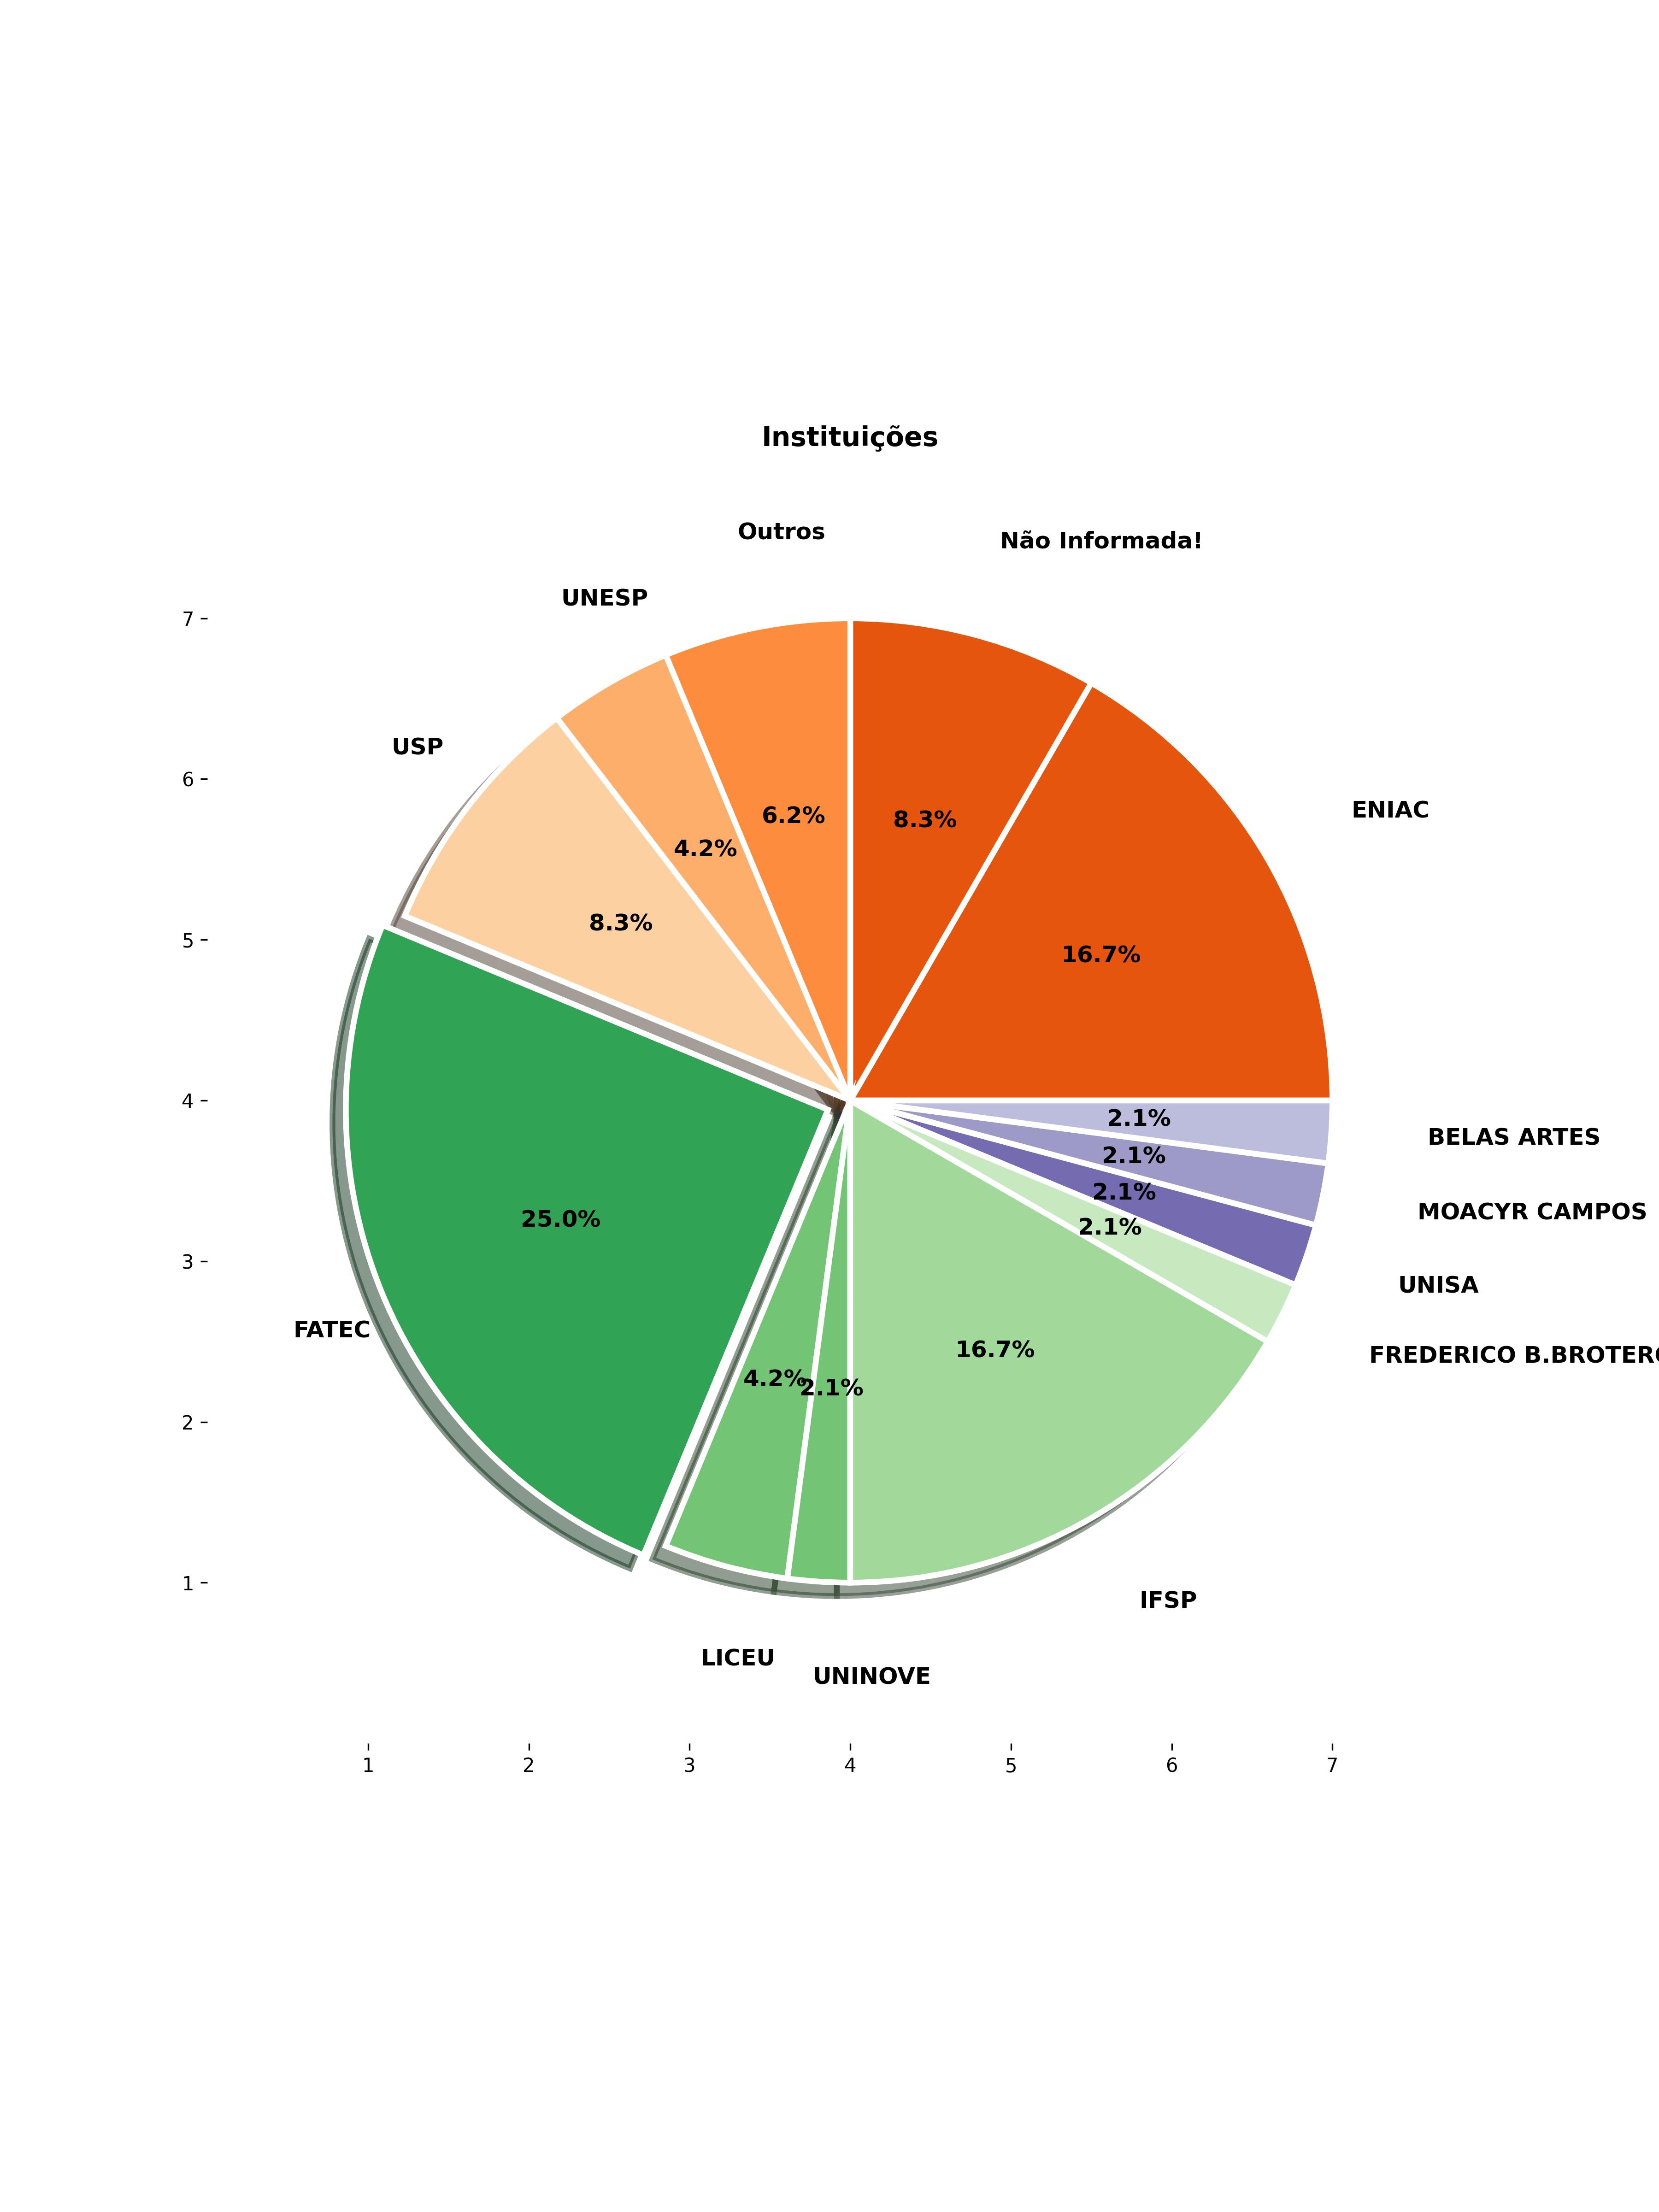 Instituições
Outros
Não Informada!
UNESP
7
USP
6
ENIAC
6.2%
8.3%
4.2%
8.3%
5
16.7%
4
2.1%
BELAS ARTES
2.1%
2.1%
MOACYR CAMPOS
25.0%
2.1%
3
UNISA
FATEC
16.7%
FREDERICO B.BROTERO
4.2%
2.1%
2
1
IFSP
LICEU
UNINOVE
1 2 3 4 5 6 7